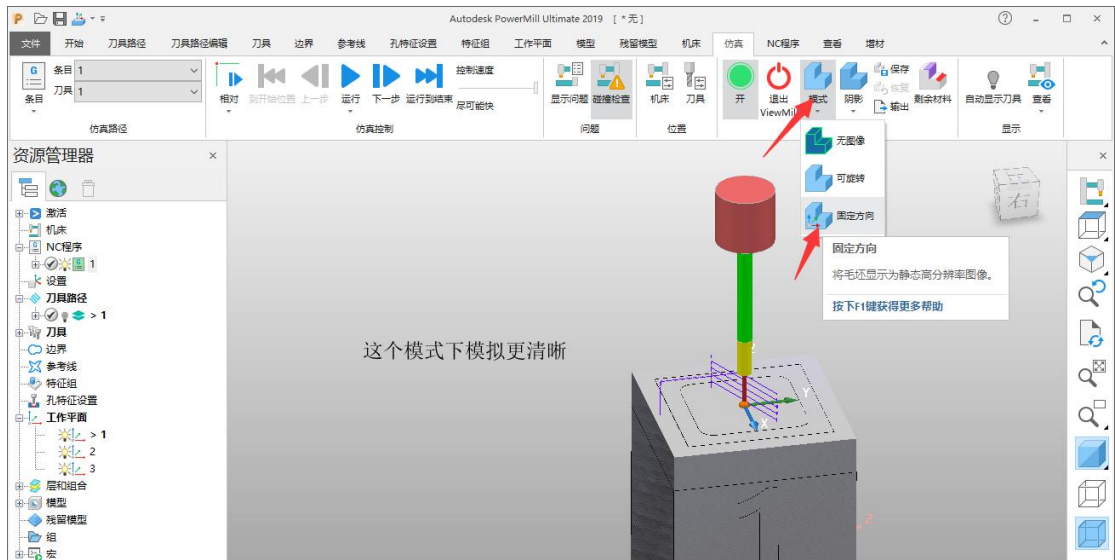 Autodesk PowerMill Ultimate 2019 [ *无 ]
文件 开始 刀具路径 刀具路径编辑 刀具 边界 参考线 孔特征设置 特征组 工作平面 模型 残留模型 机床 仿真 NC程序 查看 增材
条目 1
刀具 1
条目
仿真路径
相对 到开始位置 上一步 运行 下一步 运行到结束
控制速度
尽可能快
仿真控制
显示问题 碰撞检查
问题
机床 刀具
位置
开 退出 ViewMill 模式 阴影
保存
恢复
输出
剩余材料
自动显示刀具 查看
显示
无图像
可旋转
固定方向
固定方向
将毛坯显示为静态高分辨率图像。
按下F1键获得更多帮助
资源管理器
激活
机床
NC程序
1
设置
刀具路径
> 1
刀具
边界
参考线
特征组
孔特征设置
工作平面
> 1
2
3
层和组合
模型
残留模型
组
宏
这个模式下模拟更清晰
右
Y
X
Z
1